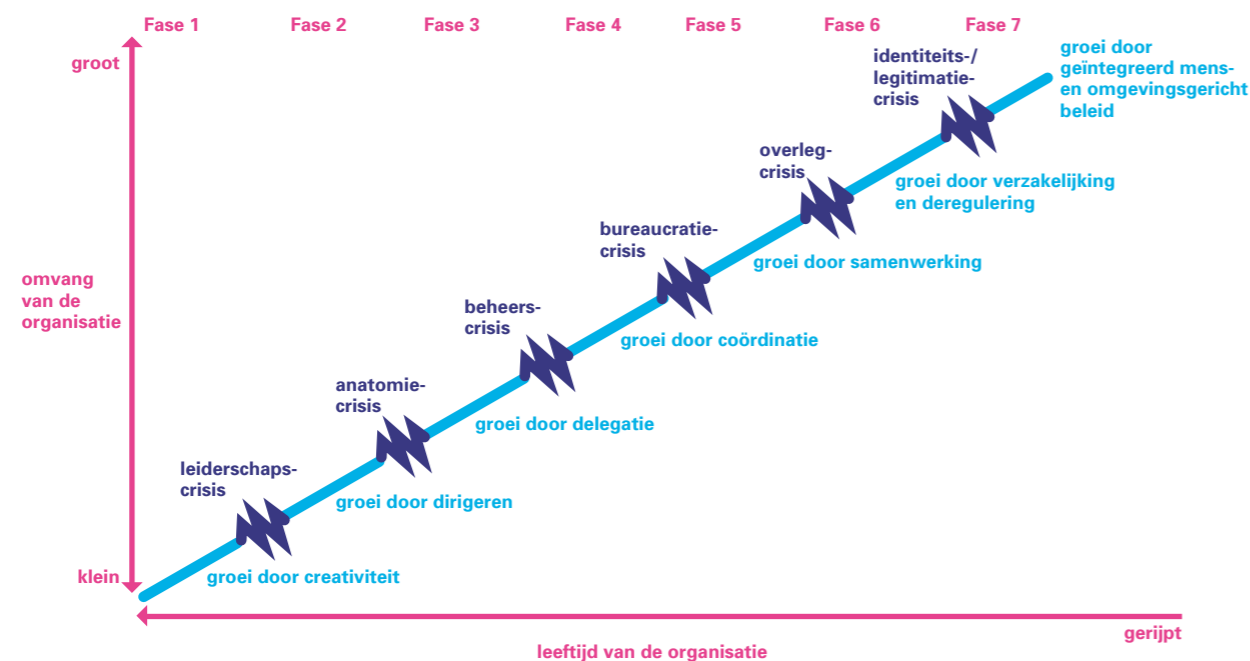 Fase 1
Fase 2
Fase 3
Fase 4
Fase 5
Fase 6
Fase 7
groot
omvang
van de
organisatie
klein
leiderschaps-
crisis
anatomie-
crisis
beheers-
crisis
bureaucratie-
crisis
overleg-
crisis
identiteits-/
legitimatie-
crisis
groei door creativiteit
groei door dirigeren
groei door delegatie
groei door coördinatie
groei door samenwerking
groei door verzakelijking
en deregulering
groei door
geïntegreerd mens-
en omgevingsgericht
beleid
gerijpt
leeftijd van de organisatie